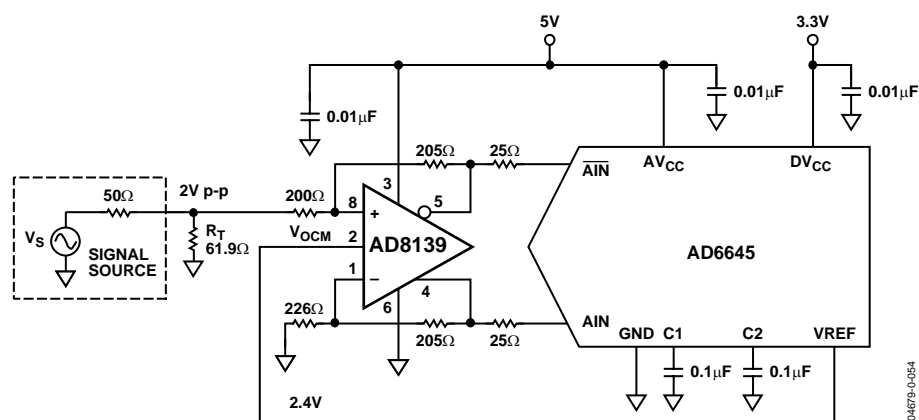 5V
3.3V
0.01μF
0.01μF
0.01μF
205Ω
25Ω
AIN
AVCC
DVCC
50Ω
2V p-p
200Ω
3
5
8
+
VS
RT
61.9Ω
VOCM
2
AD8139
AD6645
SIGNAL
SOURCE
1
–
4
226Ω
6
205Ω
25Ω
AIN
GND
C1
C2
VREF
0.1μF
0.1μF
2.4V
04679-0-054